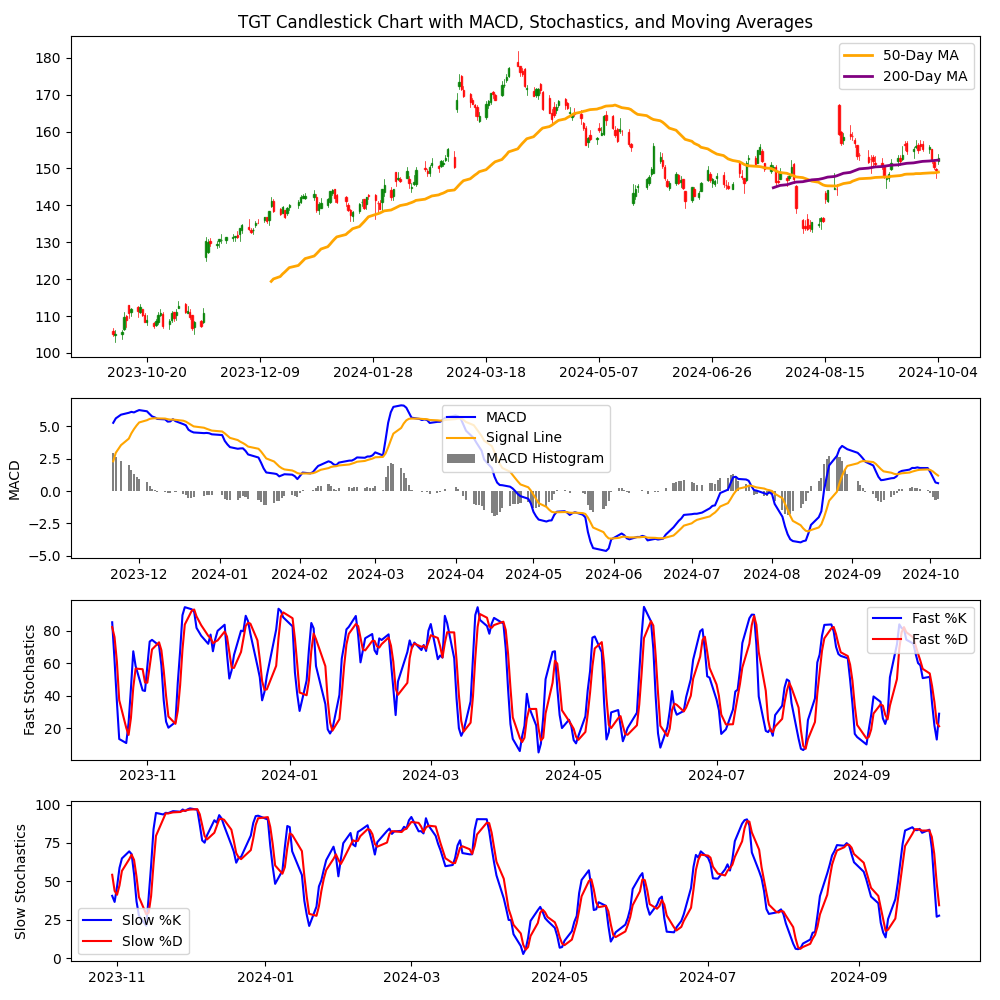 TGT Candlestick Chart with MACD, Stochastics, and Moving Averages
50-Day MA
200-Day MA
180
170
160
150
140
130
120
110
100
2023-10-20 2023-12-09 2024-01-28 2024-03-18 2024-05-07 2024-06-26 2024-08-15 2024-10-04
MACD
MACD
Signal Line
MACD Histogram
5.0
2.5
0.0
−2.5
−5.0
2023-12 2024-01 2024-02 2024-03 2024-04 2024-05 2024-06 2024-07 2024-08 2024-09 2024-10
Fast Stochastics
Fast %K
Fast %D
80
60
40
20
2023-11 2024-01 2024-03 2024-05 2024-07 2024-09
Slow Stochastics
100
75
50
25
0
Slow %K
Slow %D
2023-11 2024-01 2024-03 2024-05 2024-07 2024-09